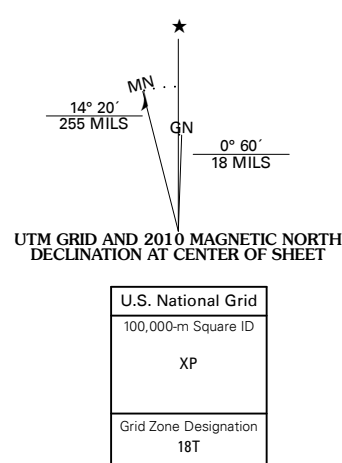 MN
14° 20´
255 MILS
GN
0° 60´
18 MILS
UTM GRID AND 2010 MAGNETIC NORTH
DECLINATION AT CENTER OF SHEET
U.S. National Grid
100,000-m Square ID
XP
Grid Zone Designation
18T